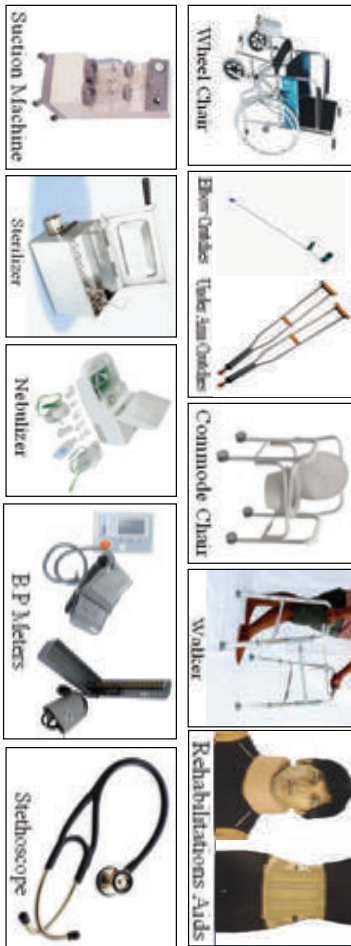 Wheel Chair
Elbow Crutches
Under Arm Crutches
Commode Chair
Walker
Rehabilitations Aids
Suction Machine
Sterilizer
Nebulizer
B.P Meters
Stethoscope